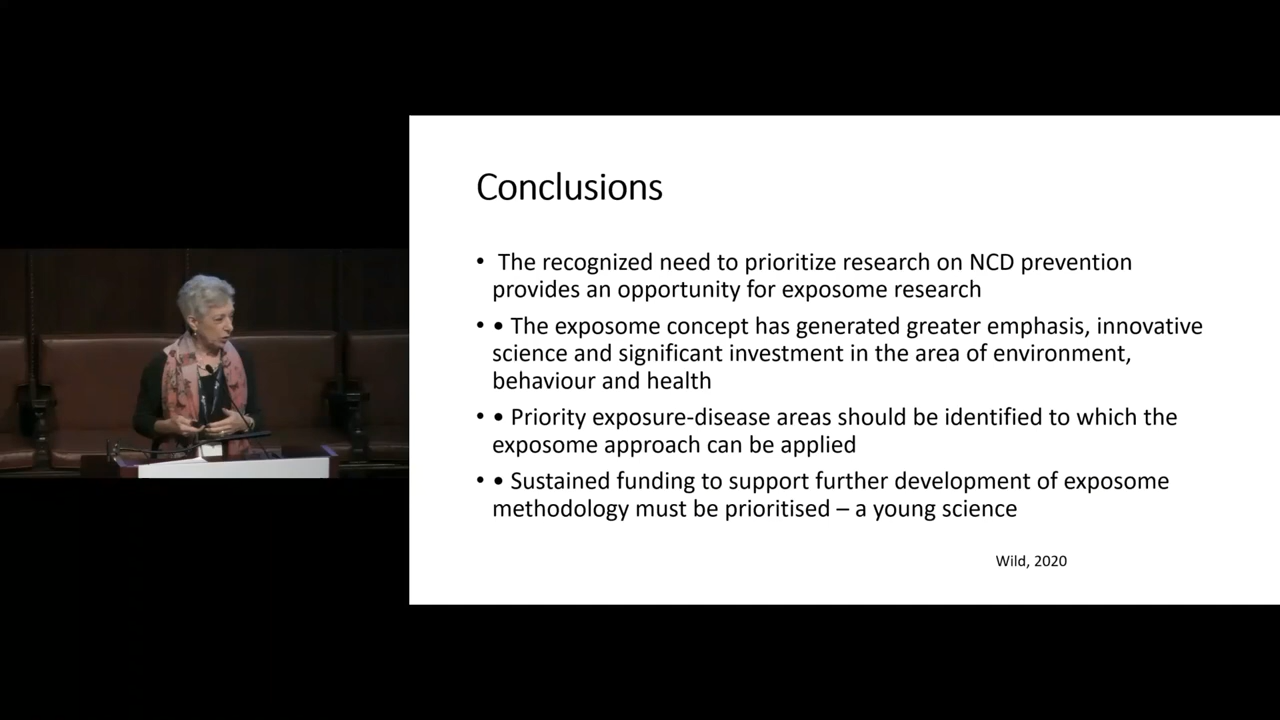 Conclusions
• The recognized need to prioritize research on NCD prevention
provides an opportunity for exposome research
• • The exposome concept has generated greater emphasis, innovative
science and significant investment in the area of environment,
behaviour and health
• • Priority exposure-disease areas should be identified to which the
exposome approach can be applied
• • Sustained funding to support further development of exposome
methodology must be prioritised – a young science
Wild, 2020